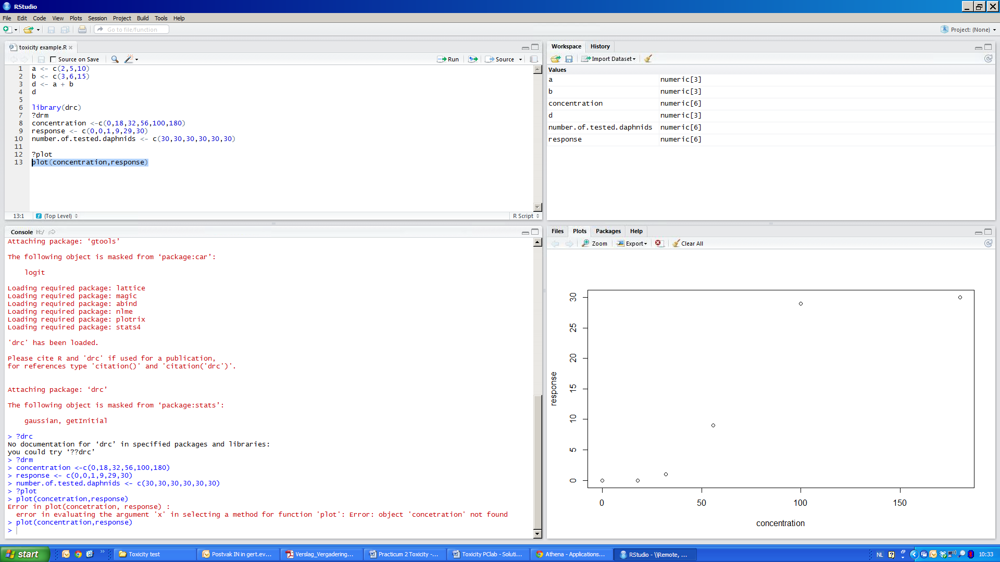 RStudio
File Edit Code View Plots Session Project Build Tools Help
Go to file/function
Project: (None)
toxicity example.R
Source on Save
Run
Source
1 a <- c(2,5,10)
2 b <- c(3,6,15)
3 d <- a + b
4 d
5
6 library(drc)
7 ?drm
8 concentration <-c(0,18,32,56,100,180)
9 response <- c(0,0,1,9,29,30)
10 number.of.tested.daphnids <- c(30,30,30,30,30,30)
11
12 ?plot
13 plot(concentration,response)
13:1 (Top Level) R Script
Workspace History
Import Dataset
Values
a numeric[3]
b numeric[3]
concentration numeric[6]
d numeric[3]
number.of.tested.daphnids numeric[6]
response numeric[6]
Console H:/
Attaching package: ‘gtools’
The following object is masked from ‘package:car’:
logit
Loading required package: lattice
Loading required package: magic
Loading required package: abind
Loading required package: nlme
Loading required package: plotrix
Loading required package: stats4
'drc' has been loaded.
Please cite R and 'drc' if used for a publication,
for references type 'citation()' and 'citation('drc')'.
Attaching package: ‘drc’
The following object is masked from ‘package:stats’:
gaussian, getInitial
> ?drc
No documentation for ‘drc’ in specified packages and libraries:
you could try ‘??drc’
> ?drm
> concentration <-c(0,18,32,56,100,180)
> response <- c(0,0,1,9,29,30)
> number.of.tested.daphnids <- c(30,30,30,30,30,30)
> ?plot
> plot(concetration,response)
Error in plot(concetration, response) :
error in evaluating the argument 'x' in selecting a method for function 'plot': Error: object 'concetration' not found
> plot(concentration,response)
>
Files Plots Packages Help
Zoom Export Clear All
30
25
20
15
10
5
0
response
0 50 100 150
concentration
start
Toxicity test
Postvak IN in gert.ev...
Verslag_Vergadering...
Practicum 2 Toxicity -...
Toxicity PClab - Soluti...
Athena - Applications...
RStudio - \\Remote, ...
NL
10:33